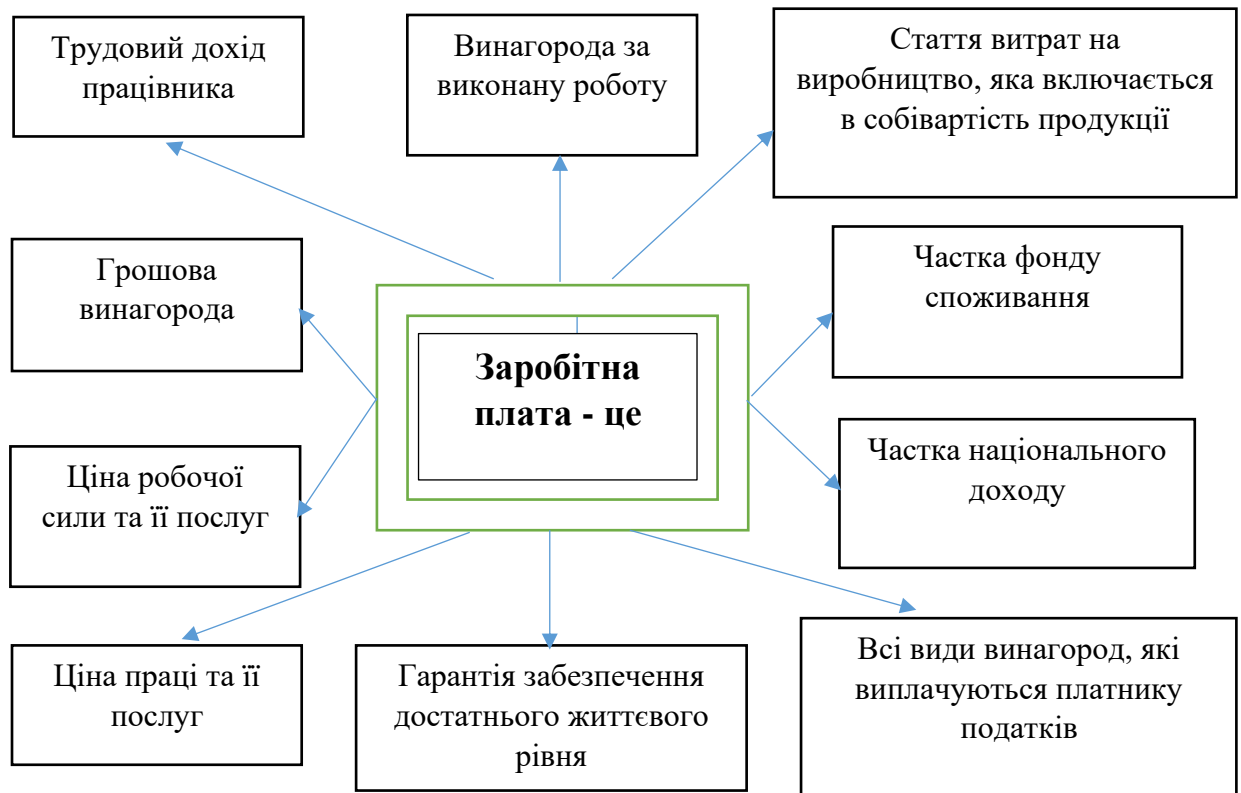 Трудовий дохід
працівника
Винагорода за
виконану роботу
Стаття витрат на
виробництво, яка включається
в собівартість продукції
Грошова
винагорода
Частка фонду
споживання
Заробітна
плата - це
Ціна робочої
сили та її послуг
Частка національного
доходу
Ціна праці та її
послуг
Гарантія забезпечення
достатнього життєвого
рівня
Всі види винагород, які
виплачуються платнику
податків